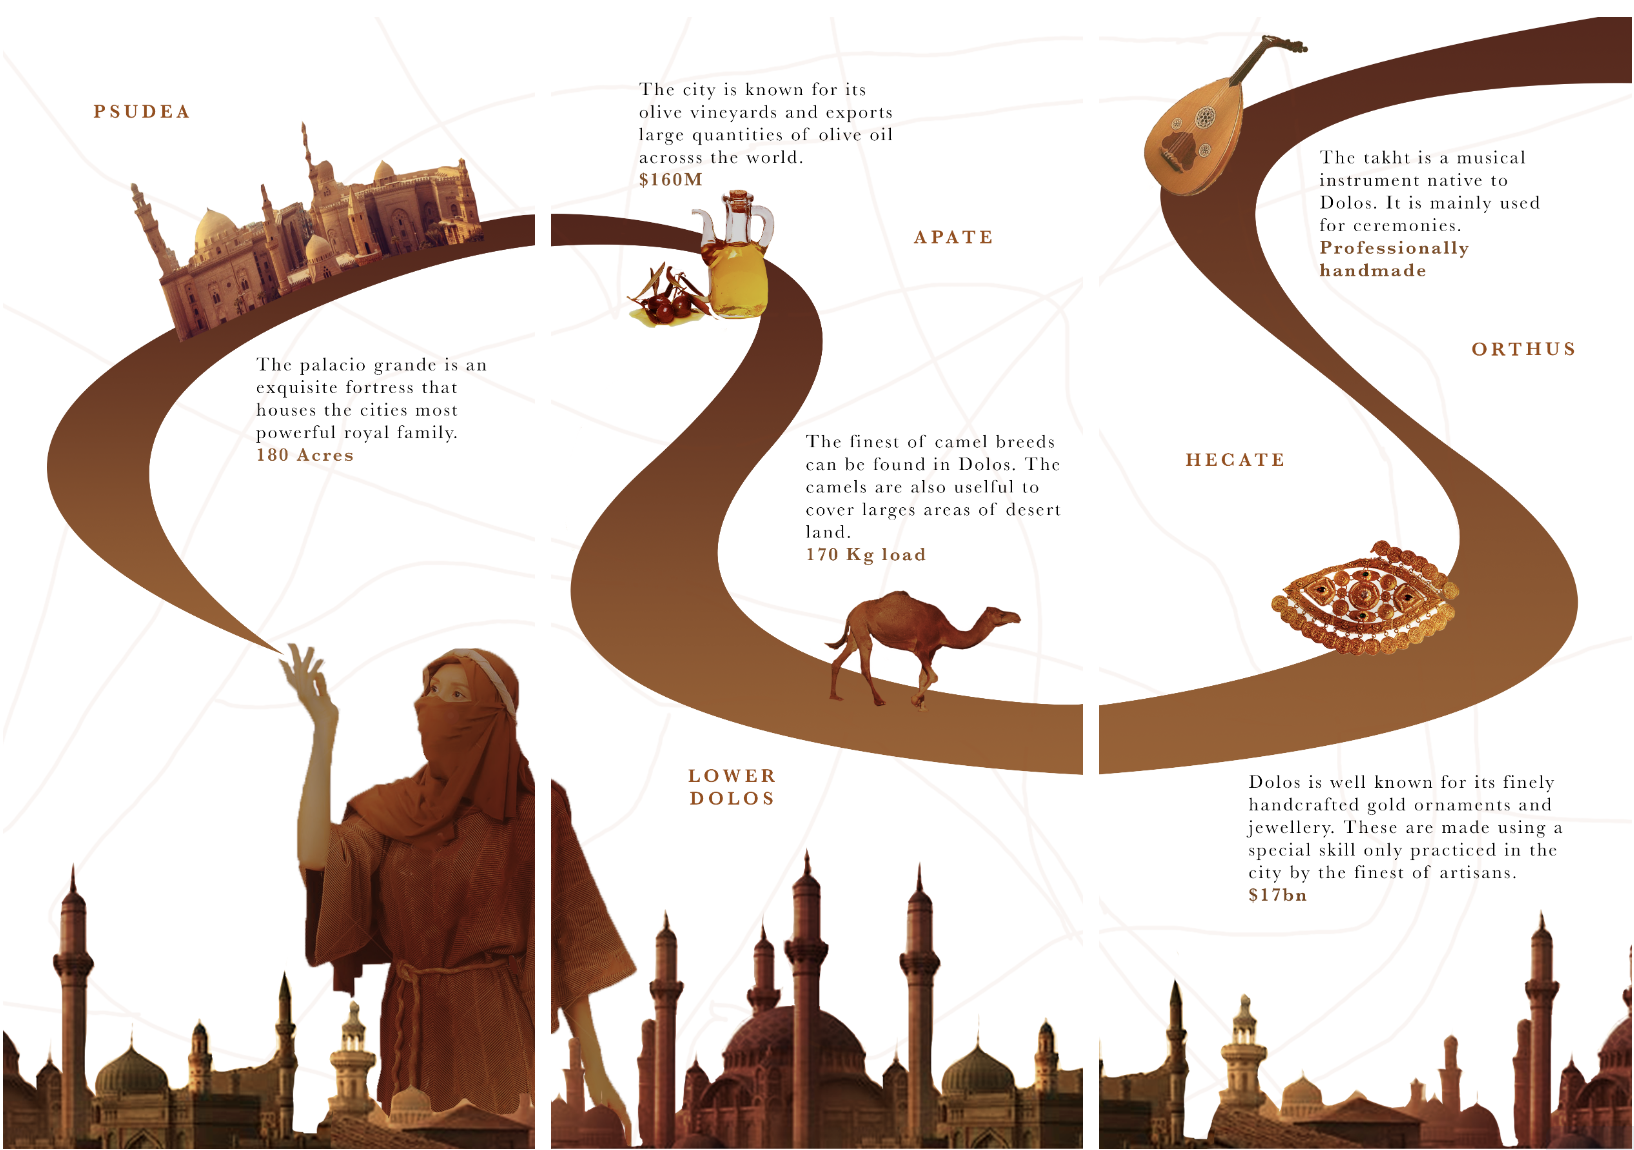 PSUDEA
The palacio grande is an
exquisite fortress that
houses the cities most
powerful royal family.
180 Acres
The city is known for its
olive vineyards and exports
large quantities of olive oil
acrosss the world.
$160M
APATE
The finest of camel breeds
can be found in Dolos. The
camels are also uselful to
cover larges areas of desert
land.
170 Kg load
LOWER
DOLOS
The takht is a musical
instrument native to
Dolos. It is mainly used
for ceremonies.
Professionally
handmade
ORTHUS
HECATE
Dolos is well known for its finely
handcrafted gold ornaments and
jewellery. These are made using a
special skill only practiced in the
city by the finest of artisans.
$17bn